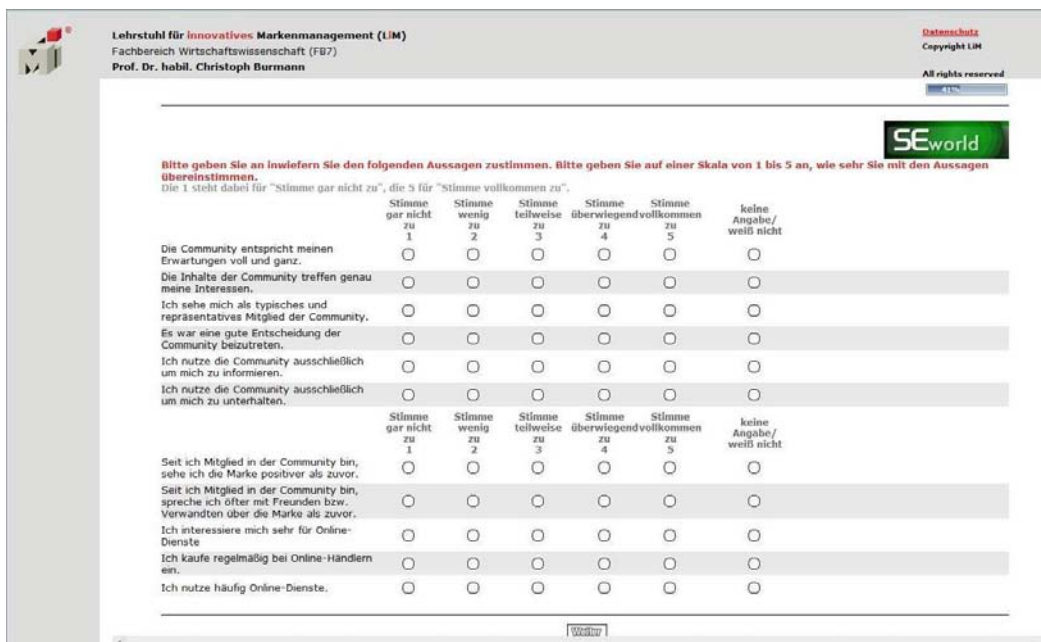 Lehrstuhl für innovatives Markenmanagement (LiM)
Fachbereich Wirtschaftswissenschaft (FB7)
Prof. Dr. habil. Christoph Burmann
Datenschutz
Copyright LiM
All rights reserved
41%
SEworld
Bitte geben Sie an inwiefern Sie den folgenden Aussagen zustimmen. Bitte geben Sie auf einer Skala von 1 bis 5 an, wie sehr Sie mit den Aussagen
übereinstimmen.
Die 1 steht dabei für "Stimme gar nicht zu", die 5 für "Stimme vollkommen zu".
Stimme Stimme Stimme Stimme Stimme
gar nicht wenig teilweise überwiegend vollkommen keine
zu zu zu zu zu Angabe/
1 2 3 4 5 weiß nicht
Die Community entspricht meinen
Erwartungen voll und ganz.
Die Inhalte der Community treffen genau
meine Interessen.
Ich sehe mich als typisches und
repräsentatives Mitglied der Community.
Es war eine gute Entscheidung der
Community beizutreten.
Ich nutze die Community ausschließlich
um mich zu informieren.
Ich nutze die Community ausschließlich
um mich zu unterhalten.
Stimme Stimme Stimme Stimme Stimme
gar nicht wenig teilweise überwiegend vollkommen keine
zu zu zu zu zu Angabe/
1 2 3 4 5 weiß nicht
Seit ich Mitglied in der Community bin,
sehe ich die Marke positiver als zuvor.
Seit ich Mitglied in der Community bin,
spreche ich öfter mit Freunden bzw.
Verwandten über die Marke als zuvor.
Ich interessiere mich sehr für Online-
Dienste
Ich kaufe regelmäßig bei Online-Händlern
ein.
Ich nutze häufig Online-Dienste.
Weiter